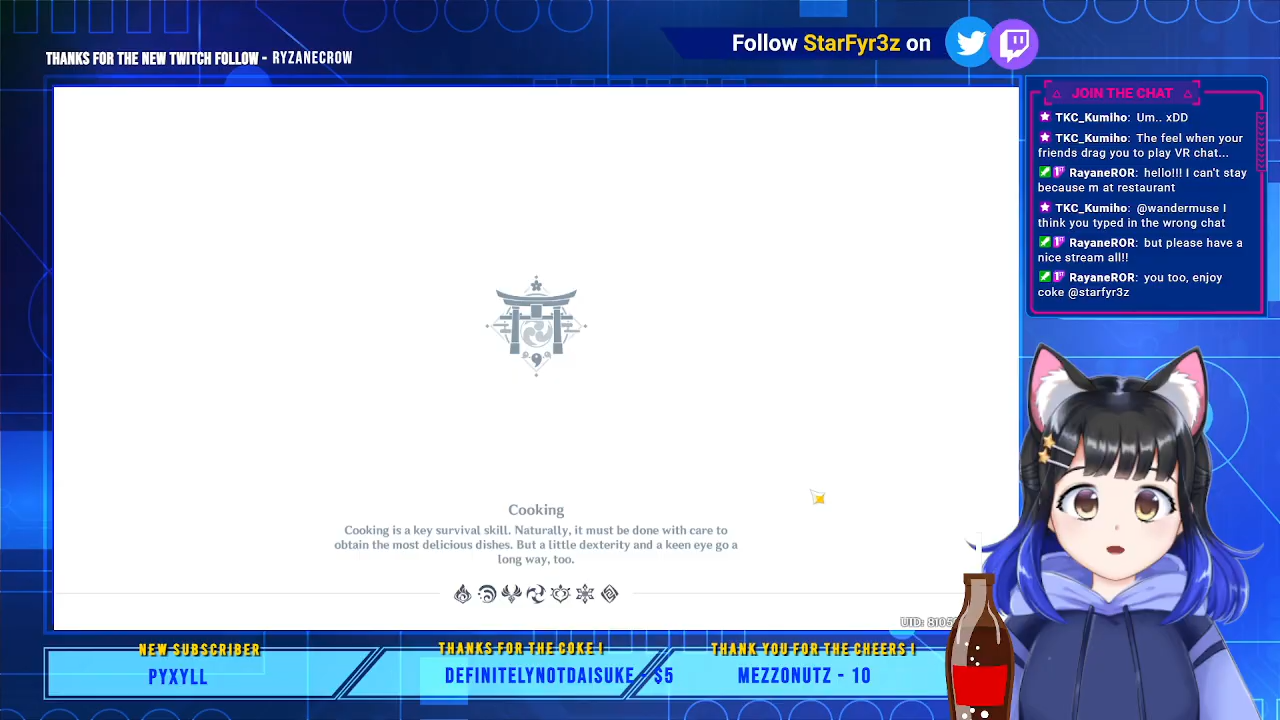 THANKS FOR THE NEW TWITCH FOLLOW - RYZANECROW
Follow StarFyr3z on
JOIN THE CHAT
TKC_Kumiho: Um.. xDD
TKC_Kumiho: The feel when your
friends drag you to play VR chat...
RayaneROR: hello!!! I can't stay
because m at restaurant
TKC_Kumiho: @wandermuse I
think you typed in the wrong chat
RayaneROR: but please have a
nice stream all!!
RayaneROR: you too, enjoy
coke @starfyr3z
Cooking
Cooking is a key survival skill. Naturally, it must be done with care to
obtain the most delicious dishes. But a little dexterity and a keen eye go a
long way, too.
UID: 8105
NEW SUBSCRIBER
PYXYLL
THANKS FOR THE COKE !
DEFINITELYNOTDAISUKE - $5
THANK YOU FOR THE CHEERS !
MEZZONUTZ - 10